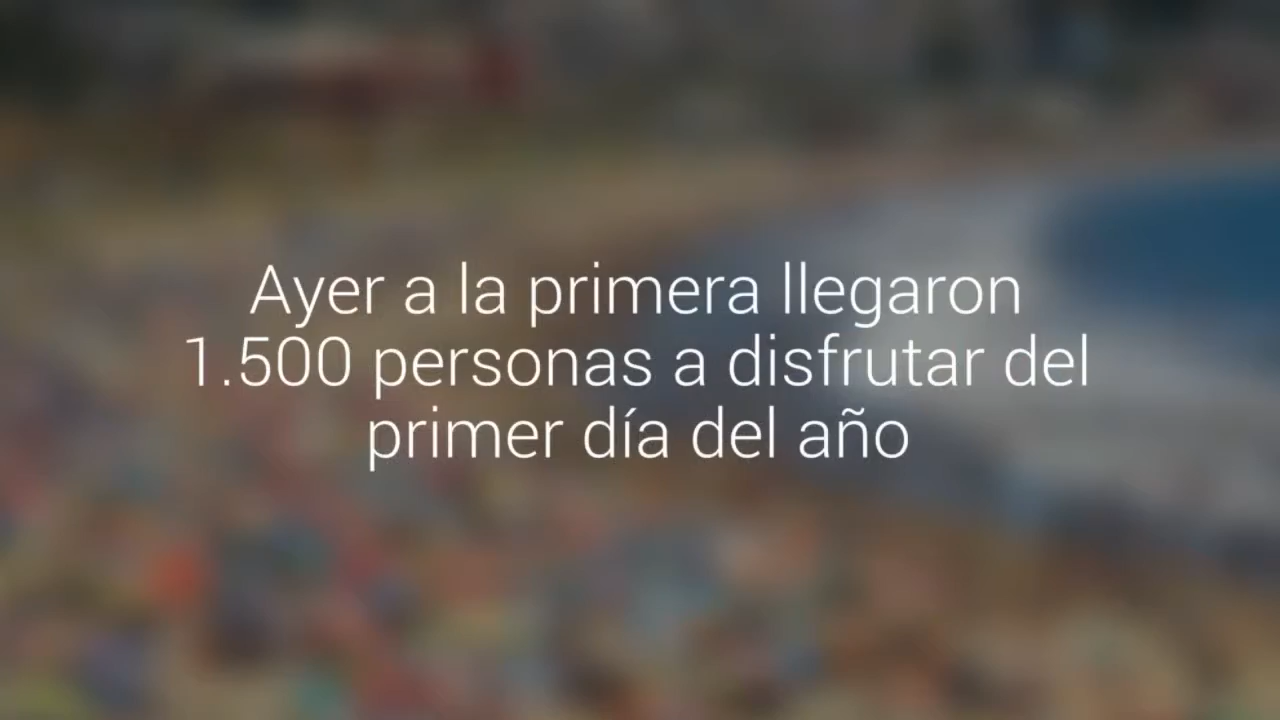 Ayer a la primera llegaron
1.500 personas a disfrutar del
primer día del año